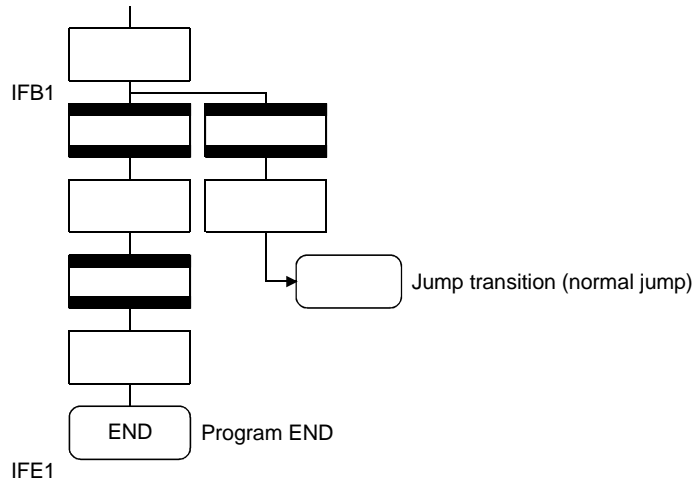 IFB1
Jump transition (normal jump)
END
Program END
IFE1